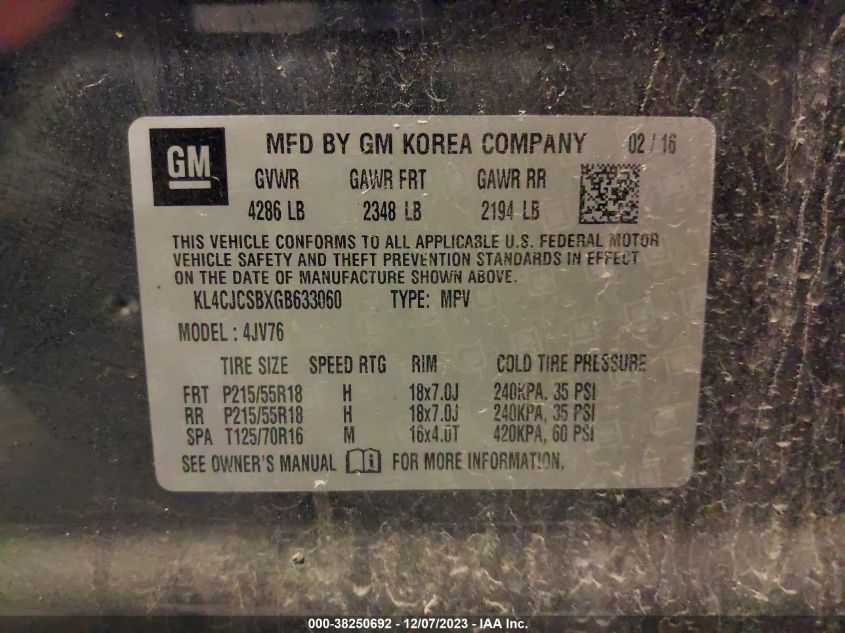 GM MFD BY GM KOREA COMPANY 02/16
GVWR GAWR FRT GAWR RR
4286 LB 2348 LB 2194 LB
THIS VEHICLE CONFORMS TO ALL APPLICABLE U.S. FEDERAL MOTOR
VEHICLE SAFETY AND THEFT PREVENTION STANDARDS IN EFFECT
ON THE DATE OF MANUFACTURE SHOWN ABOVE.
KL4CJCSBXGB633060 TYPE: MPV
MODEL: 4JV76
TIRE SIZE SPEED RTG RIM COLD TIRE PRESSURE
FRT P215/55R18 H 18x7.0J 240KPA, 35 PSI
RR P215/55R18 H 18x7.0J 240KPA, 35 PSI
SPA T125/70R16 M 16x4.0T 420KPA, 60 PSI
SEE OWNER'S MANUAL FOR MORE INFORMATION.
000-38250692 - 12/07/2023 - IAA Inc.